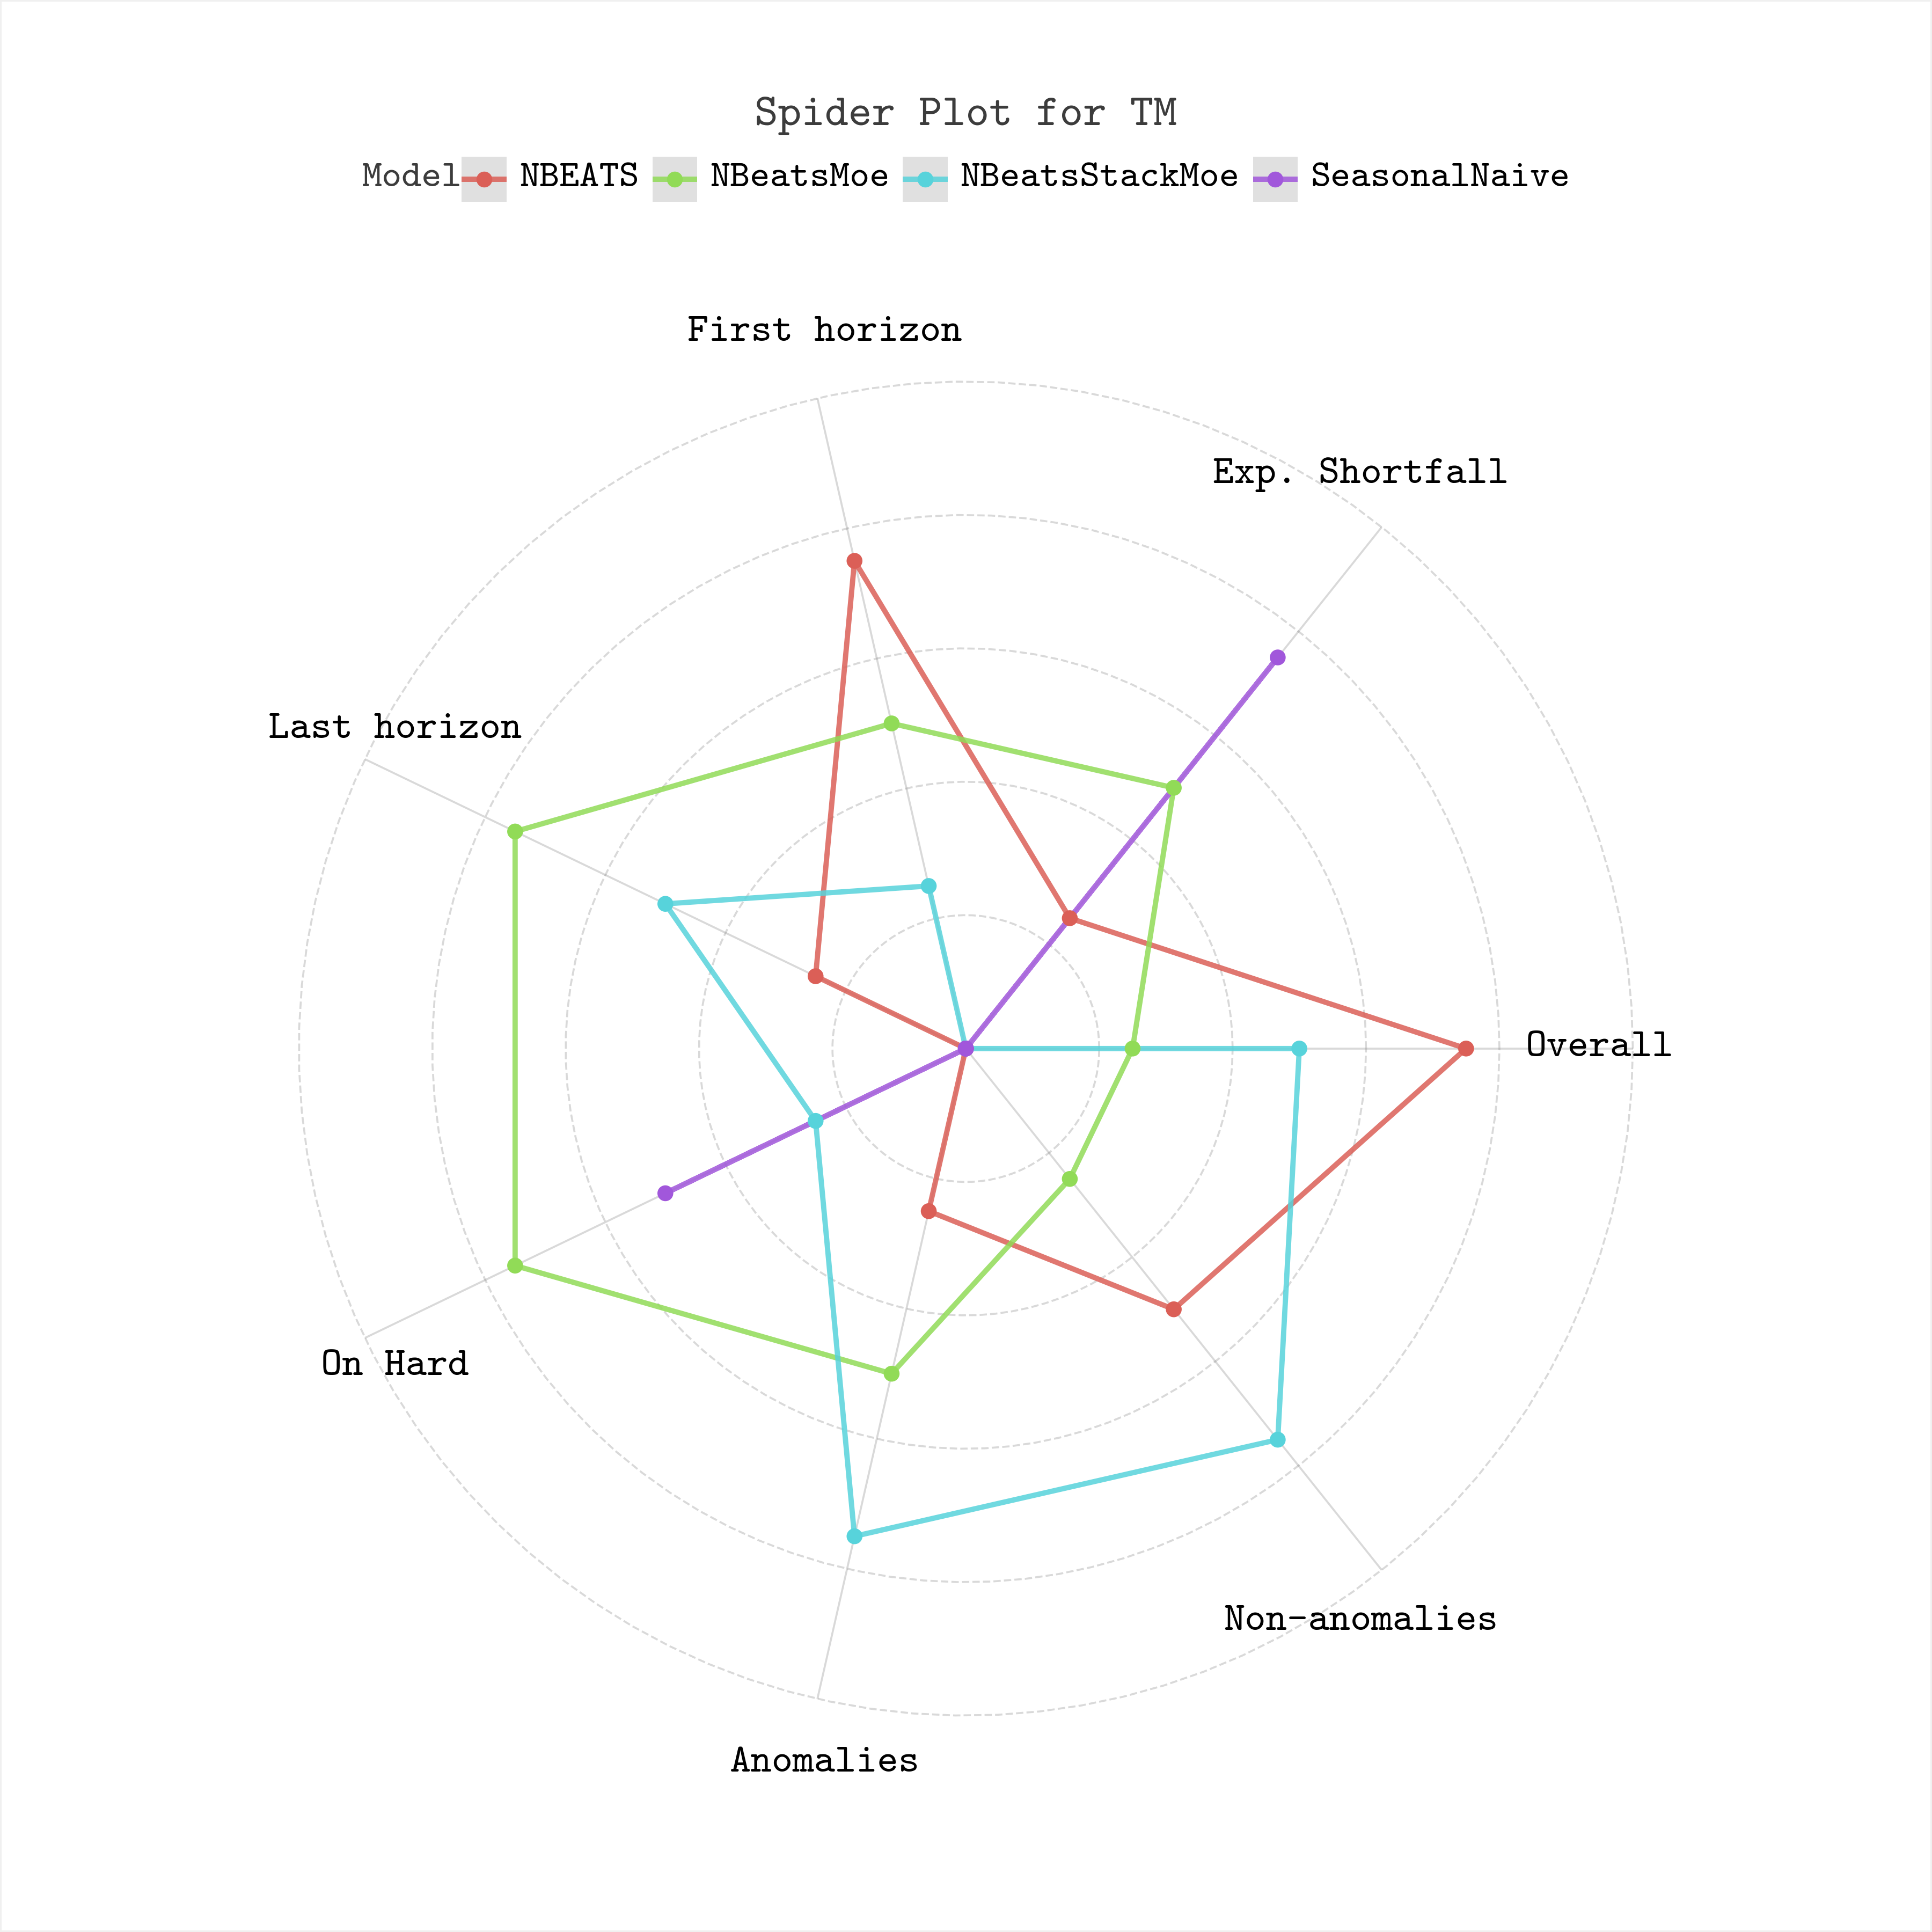 Spider Plot for TM
Model NBEATS NBeatsMoe NBeatsStackMoe SeasonalNaive
First horizon
Exp. Shortfall
Last horizon
Overall
On Hard
Non-anomalies
Anomalies